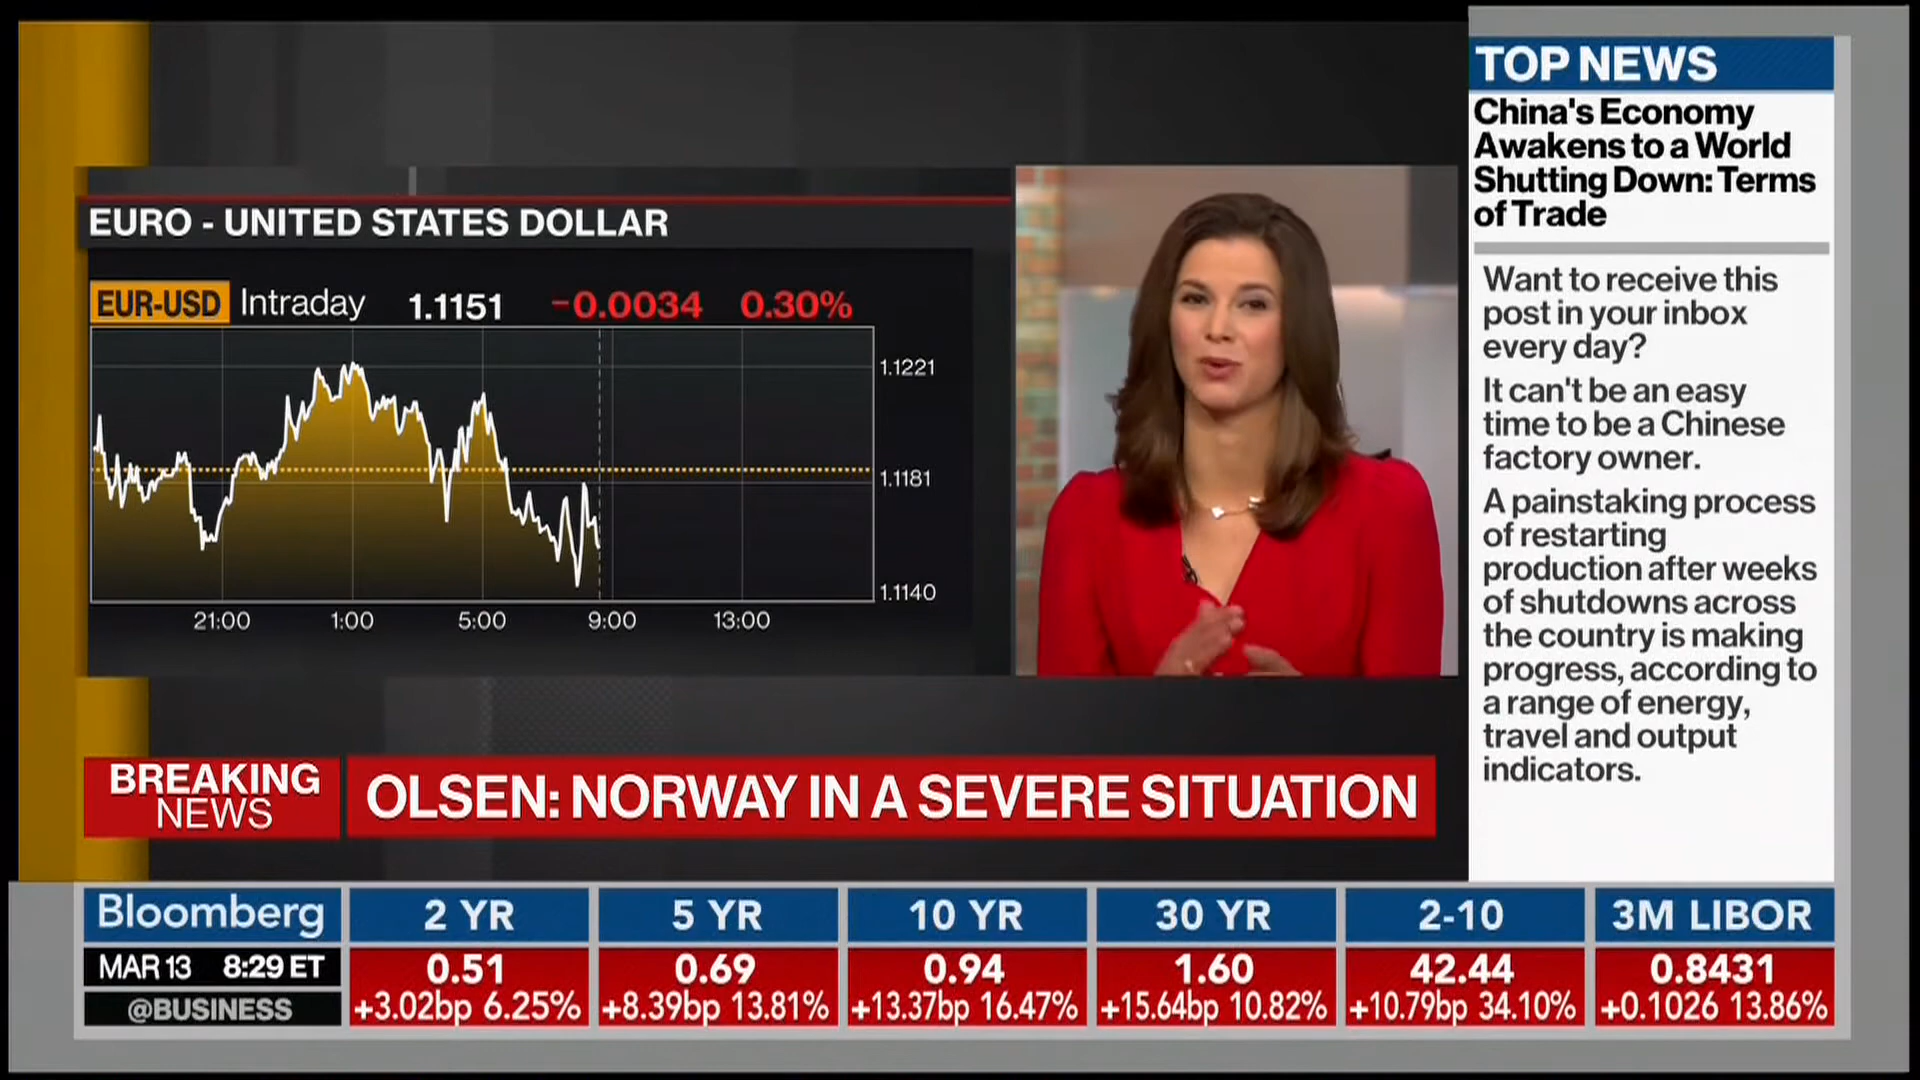 TOP NEWS
China's Economy
Awakens to a World
Shutting Down: Terms
of Trade
Want to receive this
post in your inbox
every day?
It can't be an easy
time to be a Chinese
factory owner.
A painstaking process
of restarting
production after weeks
of shutdowns across
the country is making
progress, according to
a range of energy,
travel and output
indicators.
EURO - UNITED STATES DOLLAR
EUR-USD Intraday 1.1151 -0.0034 0.30%
1.1221
1.1181
1.1140
21:00 1:00 5:00 9:00 13:00
BREAKING
NEWS
OLSEN: NORWAY IN A SEVERE SITUATION
Bloomberg 2 YR 5 YR 10 YR 30 YR 2-10 3M LIBOR
MAR 13 8:29 ET 0.51 0.69 0.94 1.60 42.44 0.8431
@BUSINESS +3.02bp 6.25% +8.39bp 13.81% +13.37bp 16.47% +15.64bp 10.82% +10.79bp 34.10% +0.1026 13.86%